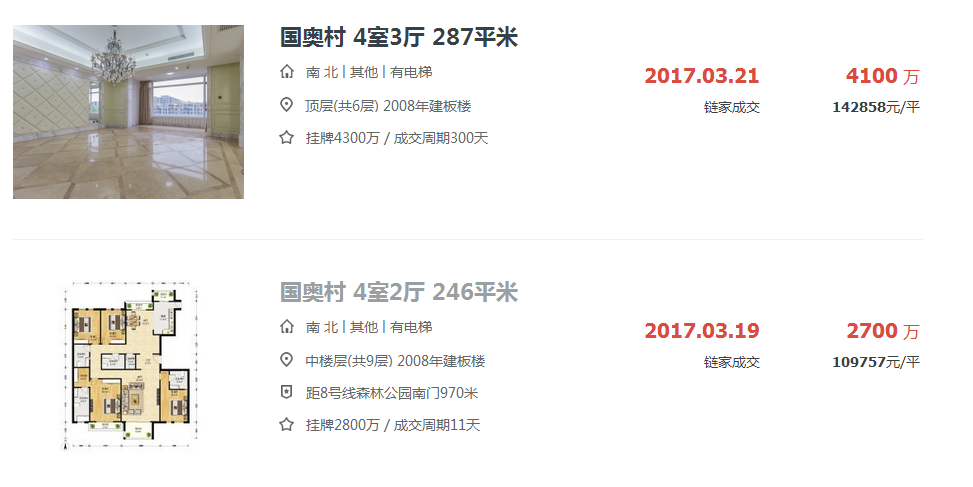 国奥村 4室3厅 287平米
南 北 | 其他 | 有电梯
2017.03.21
4100 万
顶层(共6层) 2008年建板楼
链家成交
142858元/平
挂牌4300万 / 成交周期300天
国奥村 4室2厅 246平米
南 北 | 其他 | 有电梯
2017.03.19
2700 万
中楼层(共9层) 2008年建板楼
链家成交
109757元/平
距8号线森林公园南门970米
挂牌2800万 / 成交周期11天